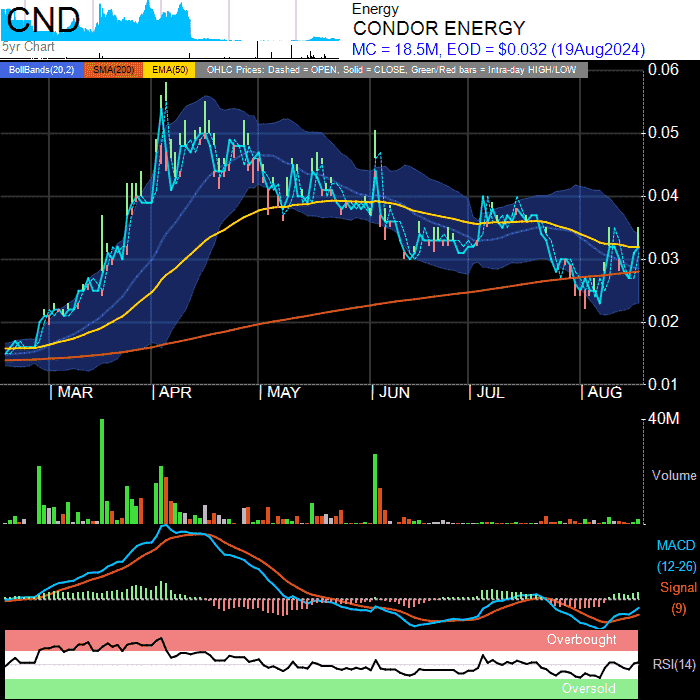 CND
5yr Chart
Energy
CONDOR ENERGY
MC = 18.5M, EOD = $0.032 (19Aug2024)
BollBands(20,2) SMA(200) EMA(50) OHLC Prices: Dashed = OPEN, Solid = CLOSE, Green/Red bars = Intra-day HIGH/LOW
0.06
0.05
0.04
0.03
0.02
0.01
MAR APR MAY JUN JUL AUG
40M
Volume
MACD
(12-26)
Signal
(9)
Overbought
RSI(14)
Oversold